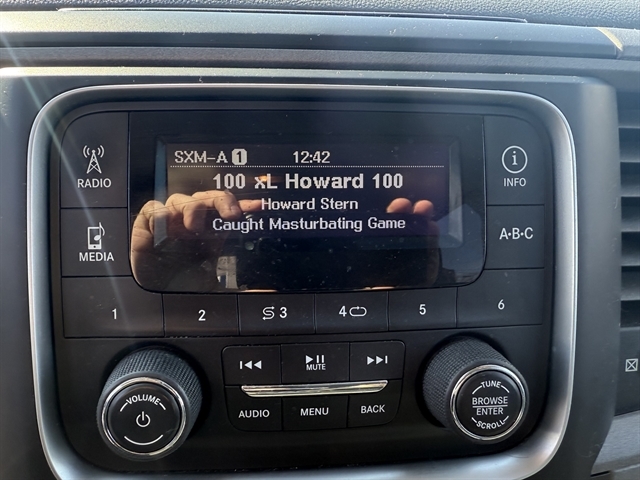 SXM-A 1 12:42
100 xL Howard 100
Howard Stern
Caught Masturbating Game
RADIO
MEDIA
INFO
A·B·C
1 2 3 4 5 6
VOLUME
MUTE
AUDIO MENU BACK
TUNE
BROWSE
ENTER
SCROLL